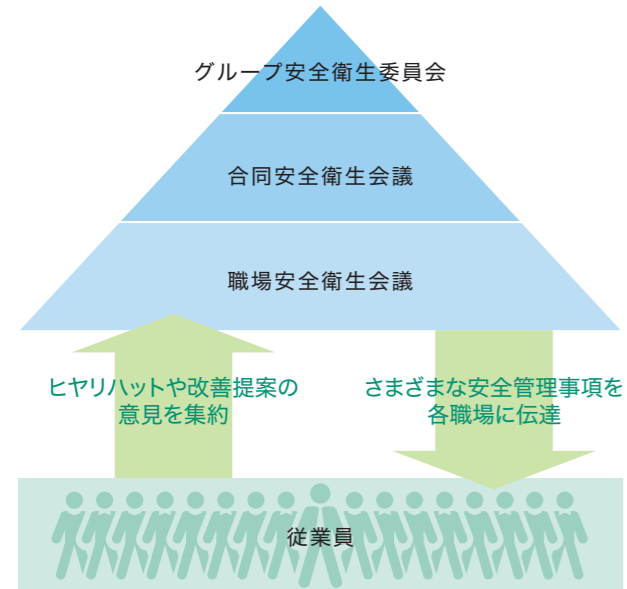 グループ安全衛生委員会
合同安全衛生会議
職場安全衛生会議
ヒヤリハットや改善提案の
意見を集約
さまざまな安全管理事項を
各職場に伝達
従業員